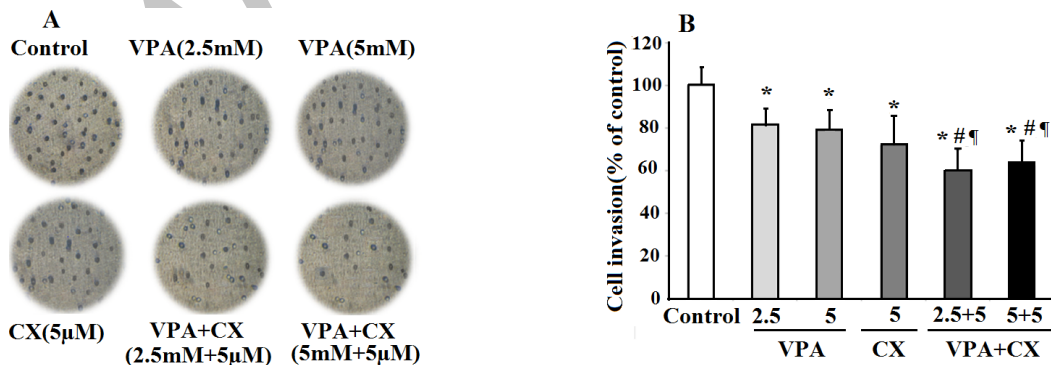 A
Control VPA(2.5mM) VPA(5mM)
CX(5μM) VPA+CX VPA+CX
(2.5mM+5μM) (5mM+5μM)
B
Cell invasion(% of control)
120
100
80
60
40
20
0
* * * * # ¶ * # ¶
Control 2.5 5 5 2.5+5 5+5
VPA CX VPA+CX